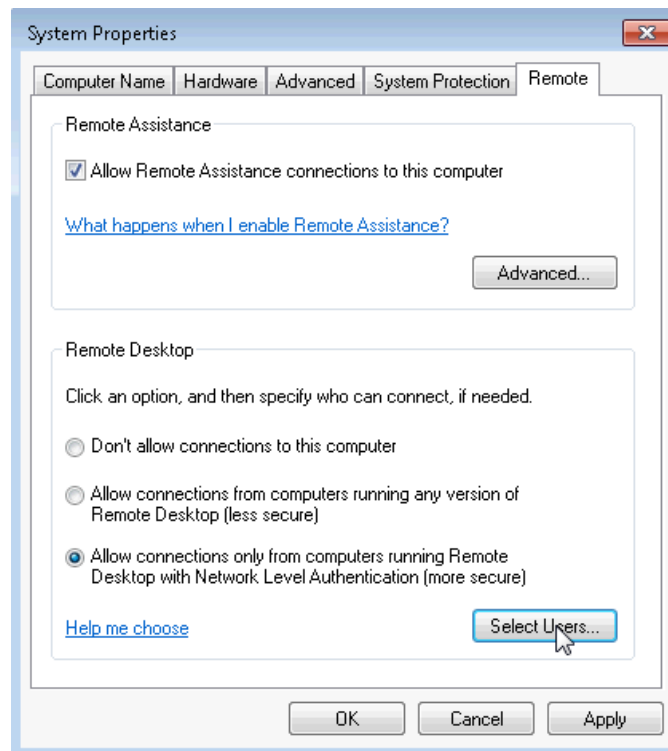 System Properties
Computer Name Hardware Advanced System Protection Remote
Remote Assistance
Allow Remote Assistance connections to this computer
What happens when I enable Remote Assistance?
Advanced...
Remote Desktop
Click an option, and then specify who can connect, if needed.
Don't allow connections to this computer
Allow connections from computers running any version of
Remote Desktop (less secure)
Allow connections only from computers running Remote
Desktop with Network Level Authentication (more secure)
Help me choose
Select Users...
OK Cancel Apply